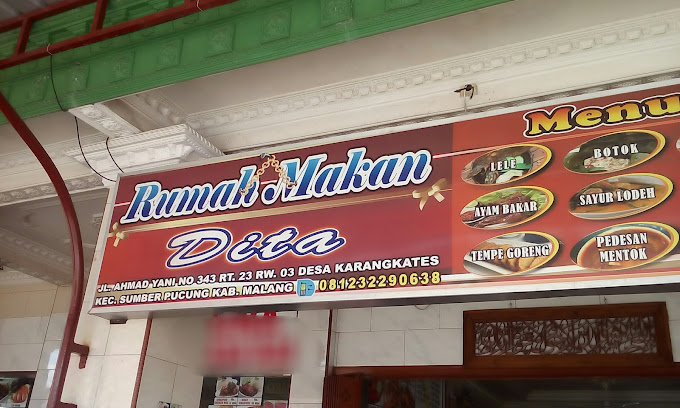 Rumah Makan
Dita
JL. AHMAD YANI NO 343 RT. 23 RW. 03 DESA KARANGKATES
KEC. SUMBER PUCUNG KAB. MALANG 081232290638
Menu
LELE
BOTOK
AYAM BAKAR
SAYUR LODEH
TEMPE GORENG
PEDESAN
MENTOK